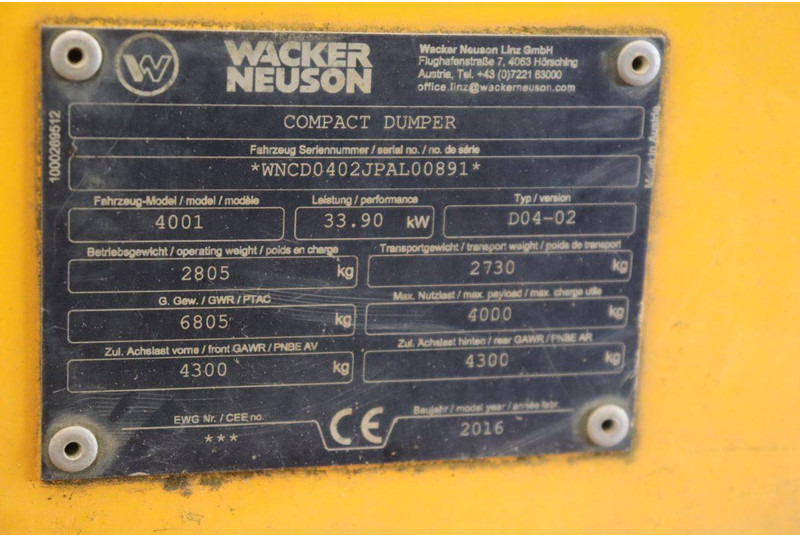 WACKER
NEUSON
Wacker Neuson Linz GmbH
Flughafenstraße 7, 4063 Hörsching
Austria, Tel. +43 (0)7221 63000
office.linz@wackerneuson.com
1000269512
COMPACT DUMPER
Fahrzeug Seriennummer / serial no. / no. de série
*WNCD0402JPAL00891*
Made in Austria
Fahrzeug-Model / model / modèle
4001
Leistung / performance
33.90 kW
Typ / version
D04-02
Betriebsgewicht / operating weight / poids en charge
2805 kg
Transportgewicht / transport weight / poids de transport
2730 kg
G. Gew. / GWR / PTAC
6805 kg
Max. Nutzlast / max. payload / max. charge utile
4000 kg
Zul. Achslast vorne / front GAWR / PNBE AV
4300 kg
Zul. Achslast hinten / rear GAWR / PNBE AR
4300 kg
EWG Nr. / CEE no.
***
CE
Baujahr / model year / année fabr.
2016